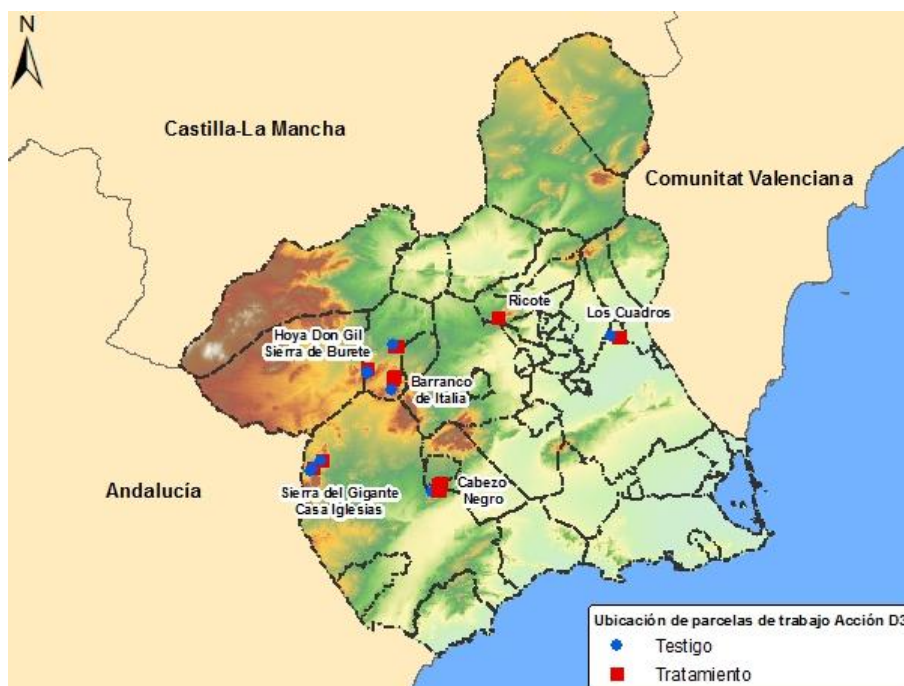 N
Castilla-La Mancha
Comunitat Valenciana
Ricote
Los Cuadros
Hoya Don Gil
Sierra de Burete
Barranco
de Italia
Andalucía
Sierra del Gigante
Casa Iglesias
Cabezo
Negro
Ubicación de parcelas de trabajo Acción D3
Testigo
Tratamiento